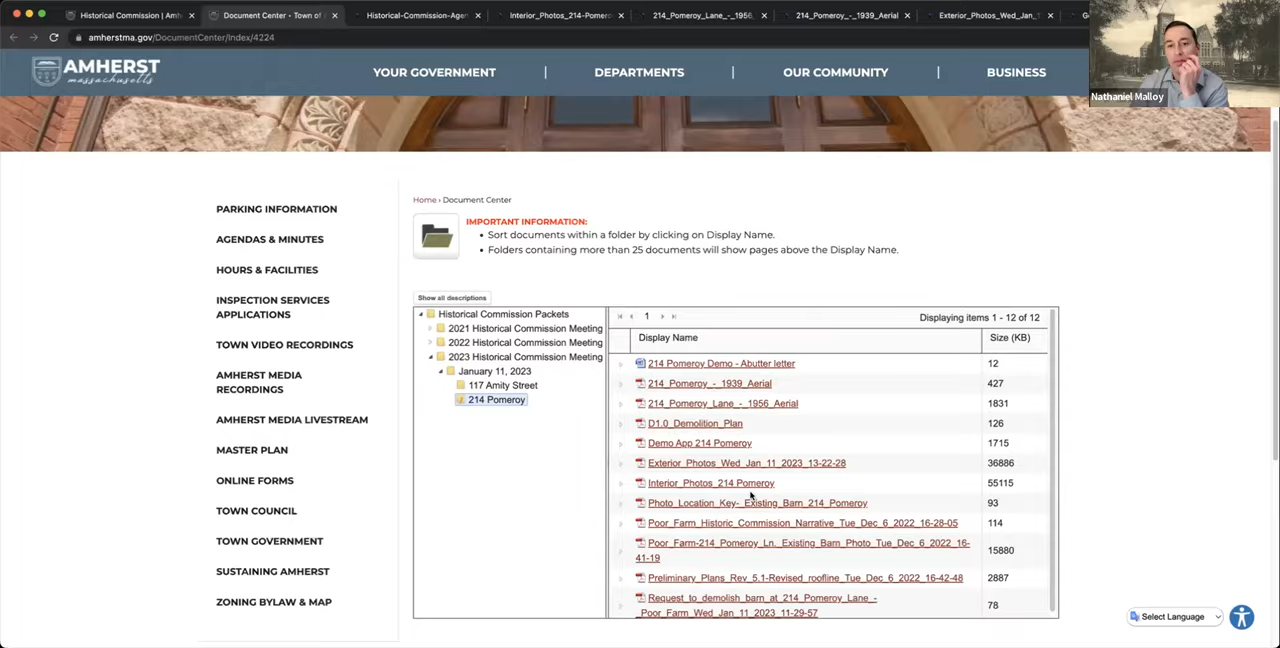 Historical Commission | Amh
Document Center • Town of
Historical-Commission-Agen
Interior_Photos_214-Pomero
214_Pomeroy_Lane_-_1956_
214_Pomeroy_-_1939_Aerial
Exterior_Photos_Wed_Jan_1
amherstma.gov/DocumentCenter/Index/4224
Nathaniel Malloy
AMHERST
massachusetts
YOUR GOVERNMENT | DEPARTMENTS | OUR COMMUNITY | BUSINESS
PARKING INFORMATION
AGENDAS & MINUTES
HOURS & FACILITIES
INSPECTION SERVICES
APPLICATIONS
TOWN VIDEO RECORDINGS
AMHERST MEDIA
RECORDINGS
AMHERST MEDIA LIVESTREAM
MASTER PLAN
ONLINE FORMS
TOWN COUNCIL
TOWN GOVERNMENT
SUSTAINING AMHERST
ZONING BYLAW & MAP
Home › Document Center
IMPORTANT INFORMATION:
• Sort documents within a folder by clicking on Display Name.
• Folders containing more than 25 documents will show pages above the Display Name.
Show all descriptions
Historical Commission Packets
2021 Historical Commission Meeting
2022 Historical Commission Meeting
2023 Historical Commission Meeting
January 11, 2023
117 Amity Street
214 Pomeroy
1
Displaying items 1 - 12 of 12
Display Name Size (KB)
214 Pomeroy Demo - Abutter letter 12
214_Pomeroy_-_1939_Aerial 427
214_Pomeroy_Lane_-_1956_Aerial 1831
D1.0_Demolition_Plan 126
Demo App 214 Pomeroy 1715
Exterior_Photos_Wed_Jan_11_2023_13-22-28 36886
Interior_Photos_214 Pomeroy 55115
Photo_Location_Key-_Existing_Barn_214_Pomeroy 93
Poor_Farm_Historic_Commission_Narrative_Tue_Dec_6_2022_16-28-05 114
Poor_Farm-214_Pomeroy_Ln._Existing_Barn_Photo_Tue_Dec_6_2022_16-
41-19 15880
Preliminary_Plans_Rev_5.1-Revised_roofline_Tue_Dec_6_2022_16-42-48 2887
Request_to_demolish_barn_at_214_Pomeroy_Lane_-
_Poor_Farm_Wed_Jan_11_2023_11-29-57 78
Select Language